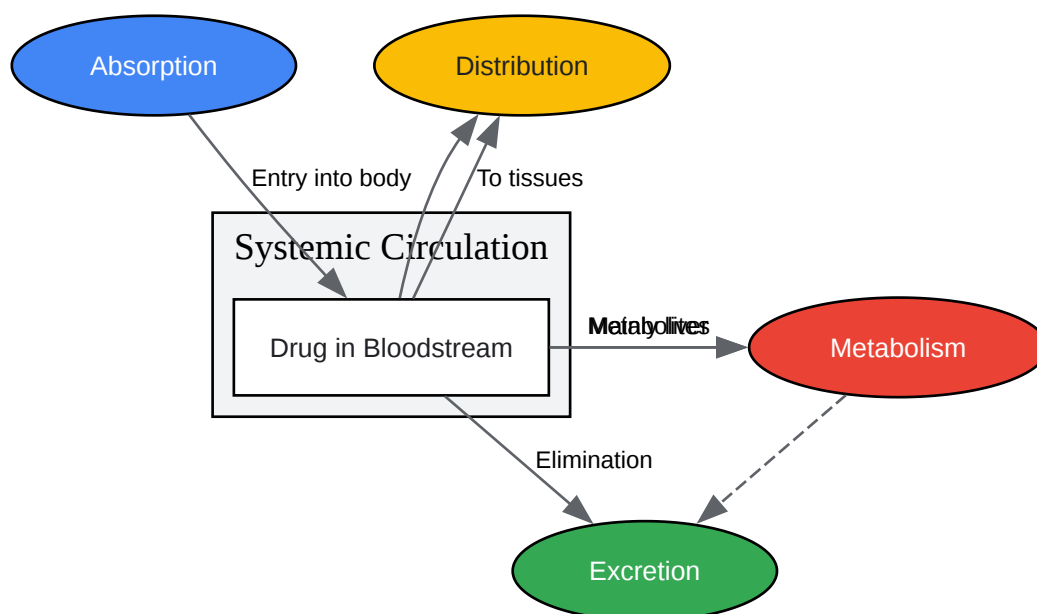 Absorption
Distribution
Entry into body
To tissues
Systemic Circulation
Drug in Bloodstream
Metabolism
Elimination
Excretion